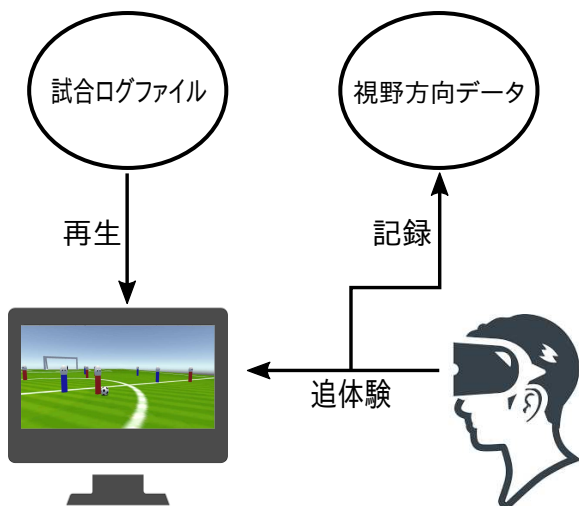 試合ログファイル
視野方向データ
再生
記録
追体験